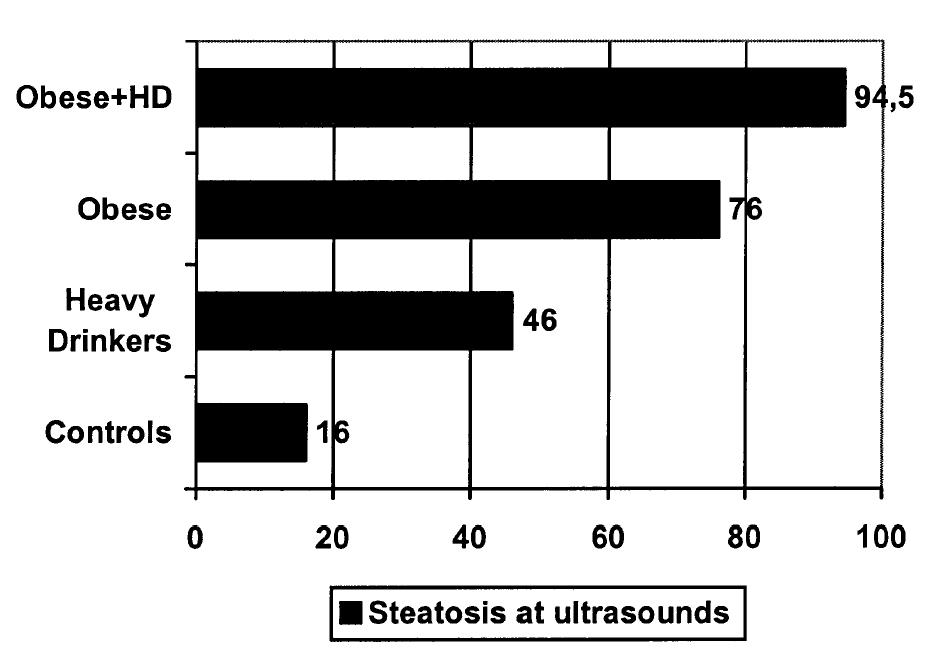 Obese+HD
94,5
Obese
76
Heavy
Drinkers
46
Controls
16
0 20 40 60 80 100
Steatosis at ultrasounds